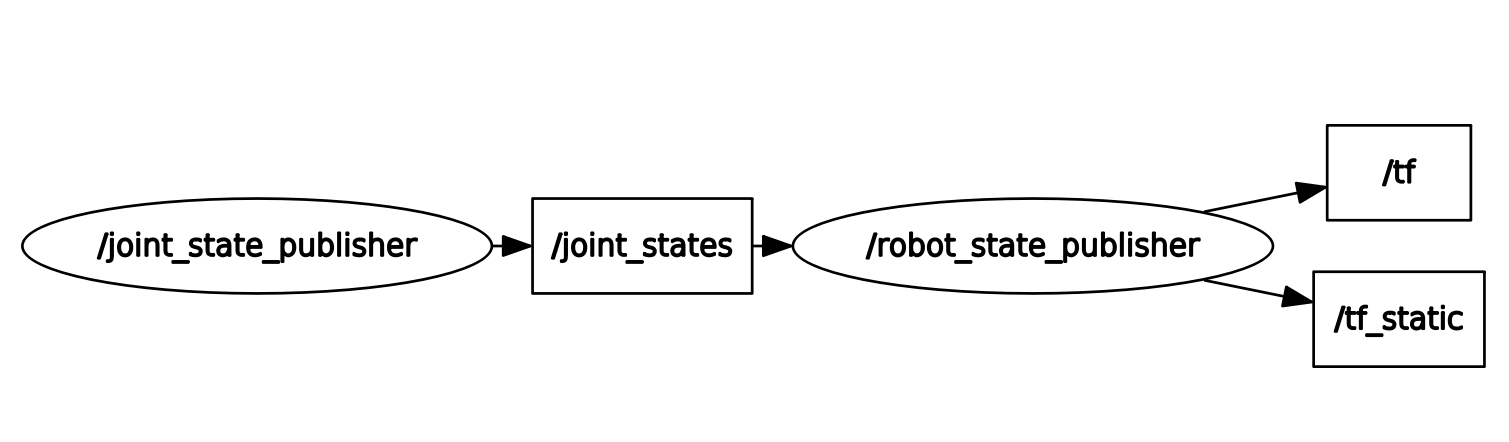 /joint_state_publisher
/joint_states
/robot_state_publisher
/tf
/tf_static